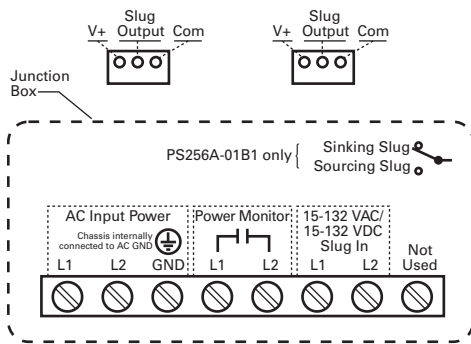 Slug
V+ Output Com
Slug
V+ Output Com
Junction
Box
PS256A-01B1 only
Sinking Slug
Sourcing Slug
AC Input Power
Chassis internally
connected to AC GND
L1 L2 GND
Power Monitor
L1 L2
15-132 VAC/
15-132 VDC
Slug In
L1 L2
Not
Used